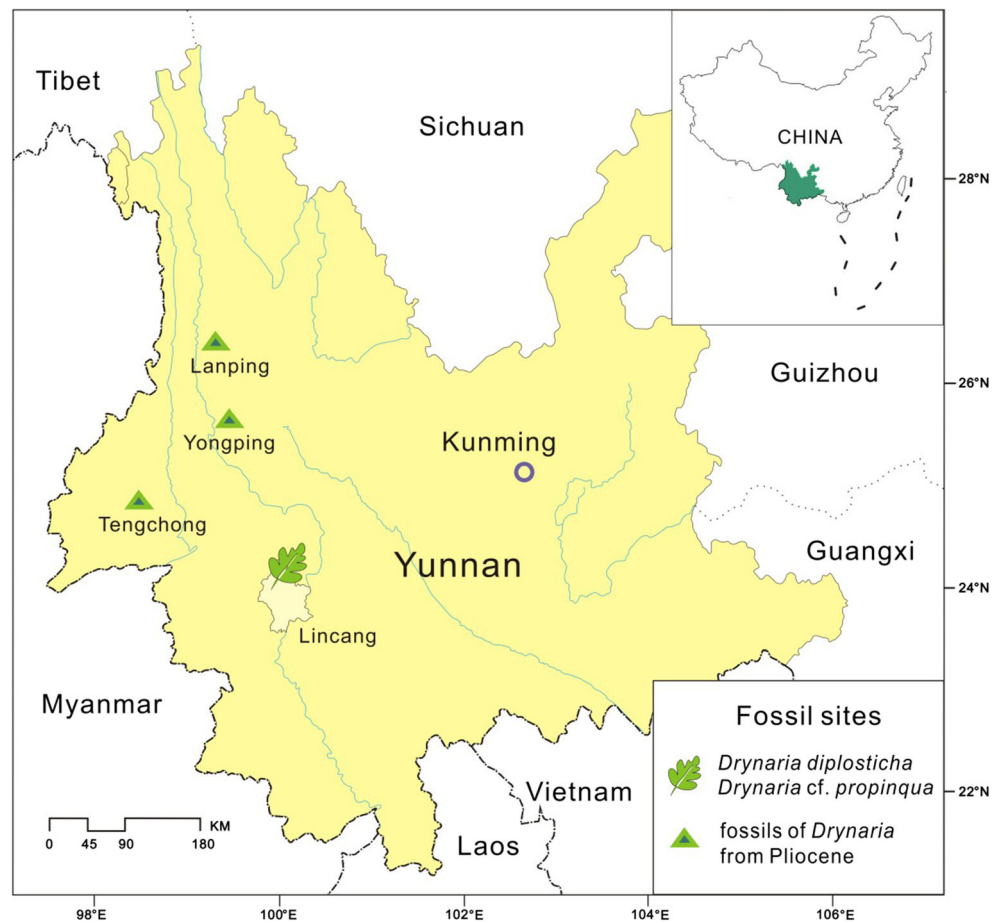 Tibet
Sichuan
CHINA
28°N
Lanping
Guizhou
26°N
Yongping
Kunming
Tengchong
Yunnan
Guangxi
24°N
Lincang
Myanmar
Fossil sites
Drynaria diplosticha
Drynaria cf. propinqua
Vietnam
22°N
KM
0 45 90 180
Laos
fossils of Drynaria
from Pliocene
98°E 100°E 102°E 104°E 106°E